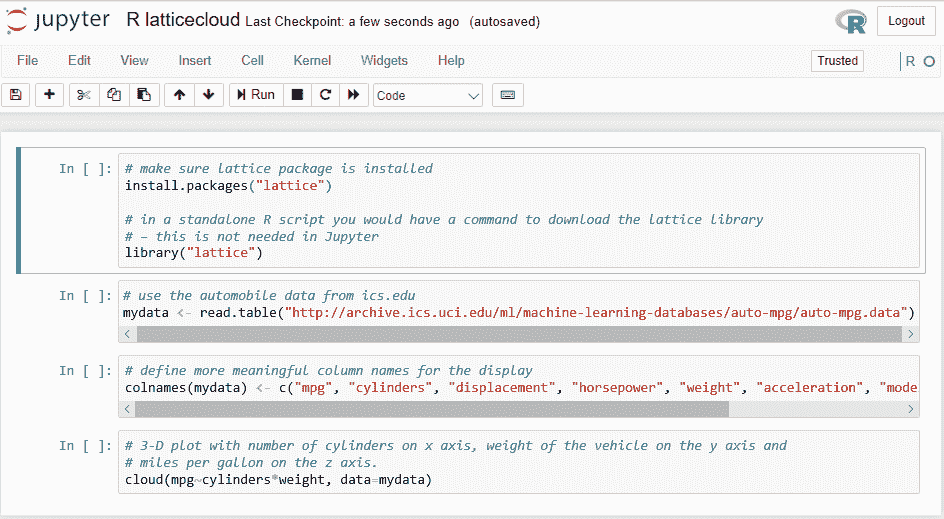 jupyter R latticecloud Last Checkpoint: a few seconds ago (autosaved)
R
Logout
File Edit View Insert Cell Kernel Widgets Help
Trusted
R
Run
Code
In [ ]: # make sure lattice package is installed
install.packages("lattice")
# in a standalone R script you would have a command to download the lattice library
# – this is not needed in Jupyter
library("lattice")
In [ ]: # use the automobile data from ics.edu
mydata <- read.table("http://archive.ics.uci.edu/ml/machine-learning-databases/auto-mpg/auto-mpg.data")
In [ ]: # define more meaningful column names for the display
colnames(mydata) <- c("mpg", "cylinders", "displacement", "horsepower", "weight", "acceleration", "mode
In [ ]: # 3-D plot with number of cylinders on x axis, weight of the vehicle on the y axis and
# miles per gallon on the z axis.
cloud(mpg~cylinders*weight, data=mydata)